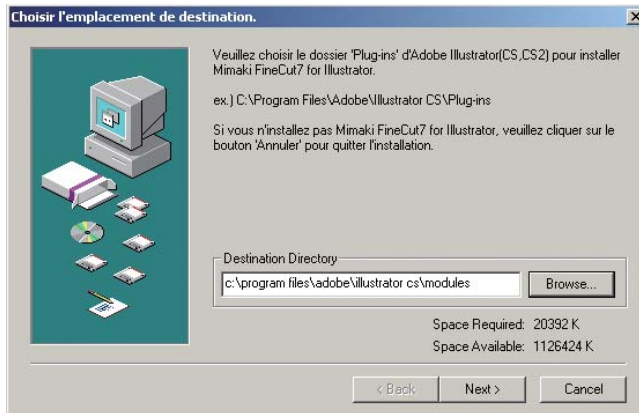 Choisir l'emplacement de destination.
Veuillez choisir le dossier 'Plug-ins' d'Adobe Illustrator(CS,CS2) pour installer
Mimaki FineCut7 for Illustrator.
ex.) C:\Program Files\Adobe\Illustrator CS\Plug-ins
Si vous n'installez pas Mimaki FineCut7 for Illustrator, veuillez cliquer sur le
bouton 'Annuler' pour quitter l'installation.
Destination Directory
c:\program files\adobe\illustrator cs\modules
Browse...
Space Required: 20392 K
Space Available: 1126424 K
< Back
Next >
Cancel